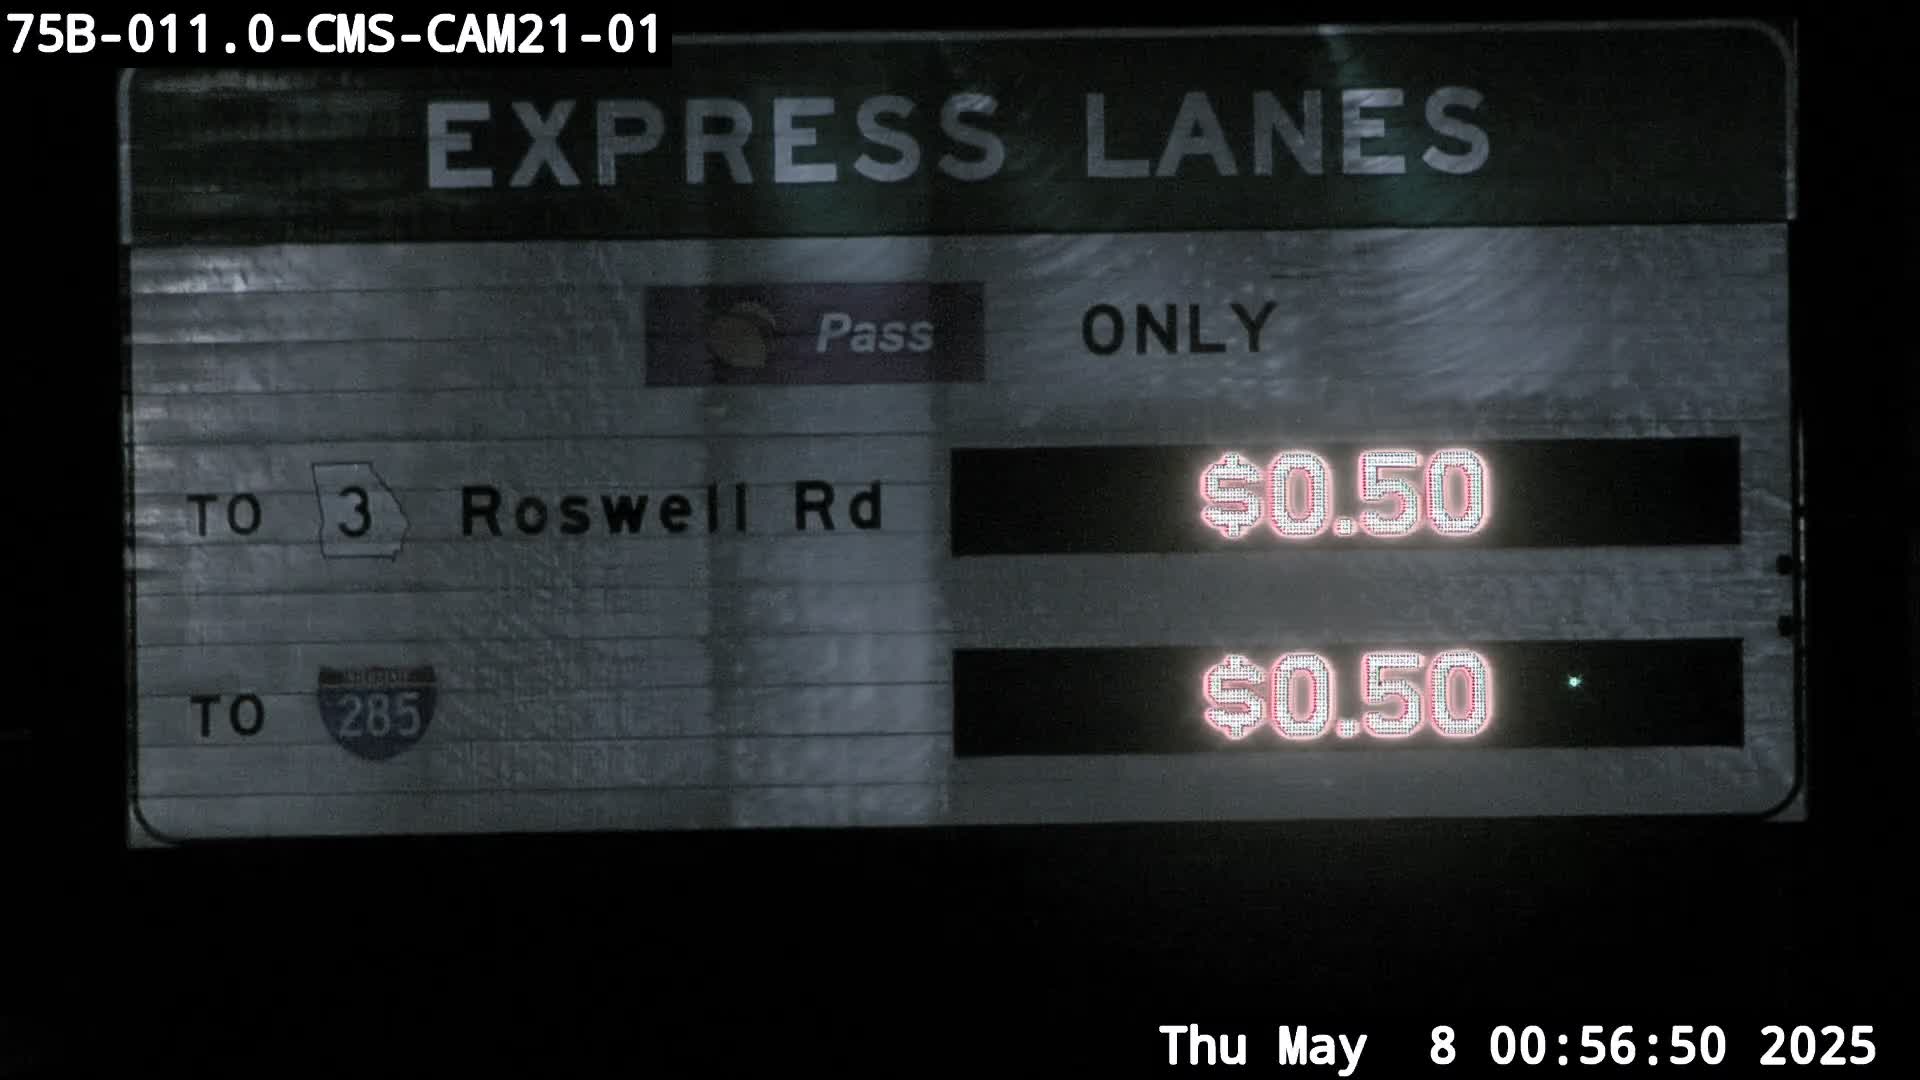 75B-011.0-CMS-CAM21-01
EXPRESS LANES
Pass ONLY
TO 3 Roswell Rd $0.50
TO INTERSTATE 285 $0.50
Thu May 8 00:56:50 2025